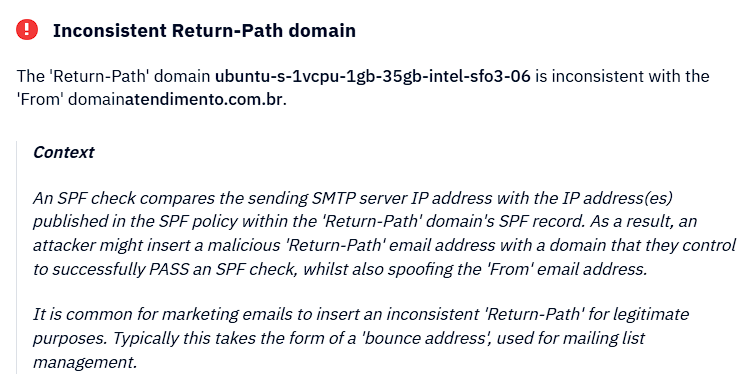 Inconsistent Return-Path domain
The 'Return-Path' domain ubuntu-s-1vcpu-1gb-35gb-intel-sfo3-06 is inconsistent with the
'From' domainatendimento.com.br.
Context
An SPF check compares the sending SMTP server IP address with the IP address(es)
published in the SPF policy within the 'Return-Path' domain's SPF record. As a result, an
attacker might insert a malicious 'Return-Path' email address with a domain that they control
to successfully PASS an SPF check, whilst also spoofing the 'From' email address.
It is common for marketing emails to insert an inconsistent 'Return-Path' for legitimate
purposes. Typically this takes the form of a 'bounce address', used for mailing list
management.